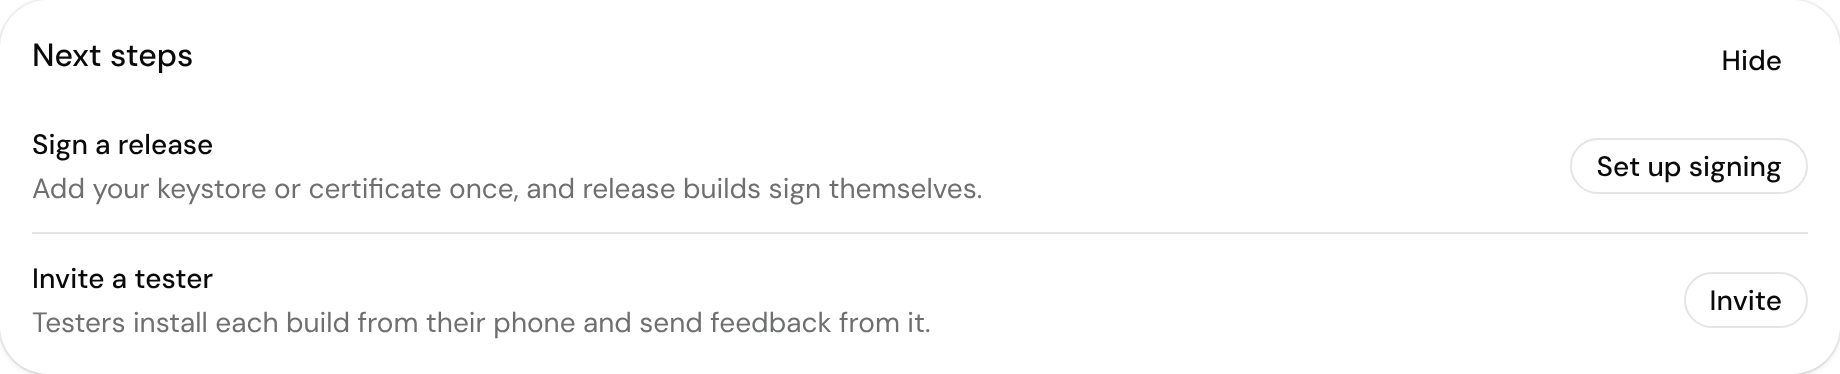 Next steps
Hide
Sign a release
Add your keystore or certificate once, and release builds sign themselves.
Set up signing
Invite a tester
Testers install each build from their phone and send feedback from it.
Invite